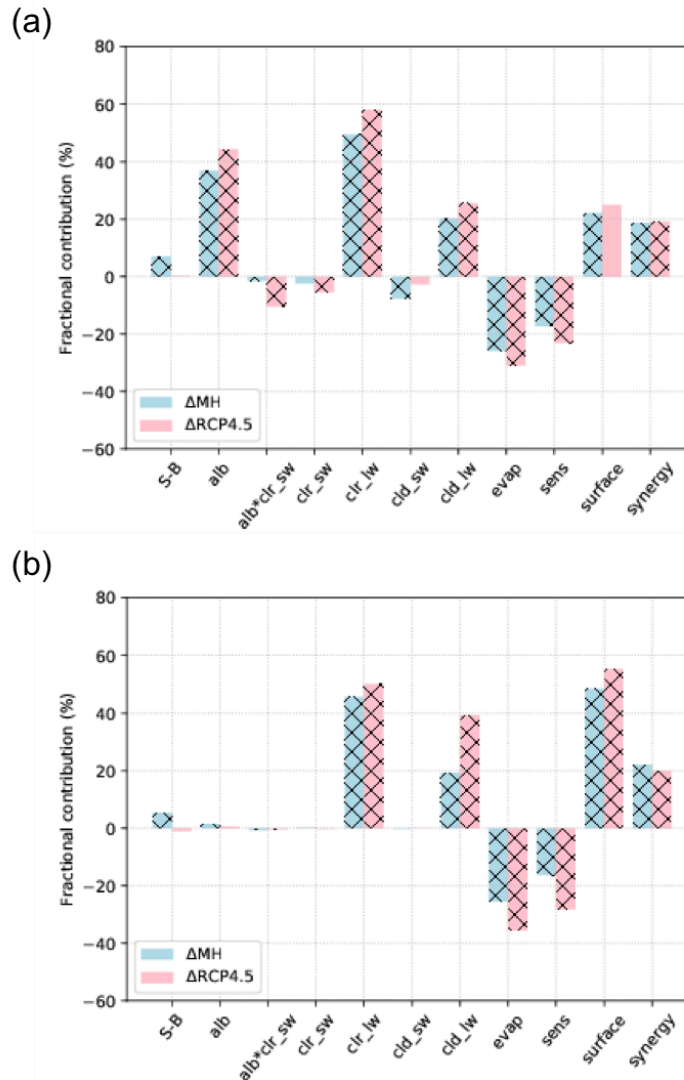 (a)
80
60
40
20
0
−20
−40
−60
Fractional contribution (%)
ΔMH
ΔRCP4.5
S-B
alb
alb*clr_sw
clr_sw
clr_lw
cld_sw
cld_lw
evap
sens
surface
synergy
(b)
80
60
40
20
0
−20
−40
−60
Fractional contribution (%)
ΔMH
ΔRCP4.5
S-B
alb
alb*clr_sw
clr_sw
clr_lw
cld_sw
cld_lw
evap
sens
surface
synergy